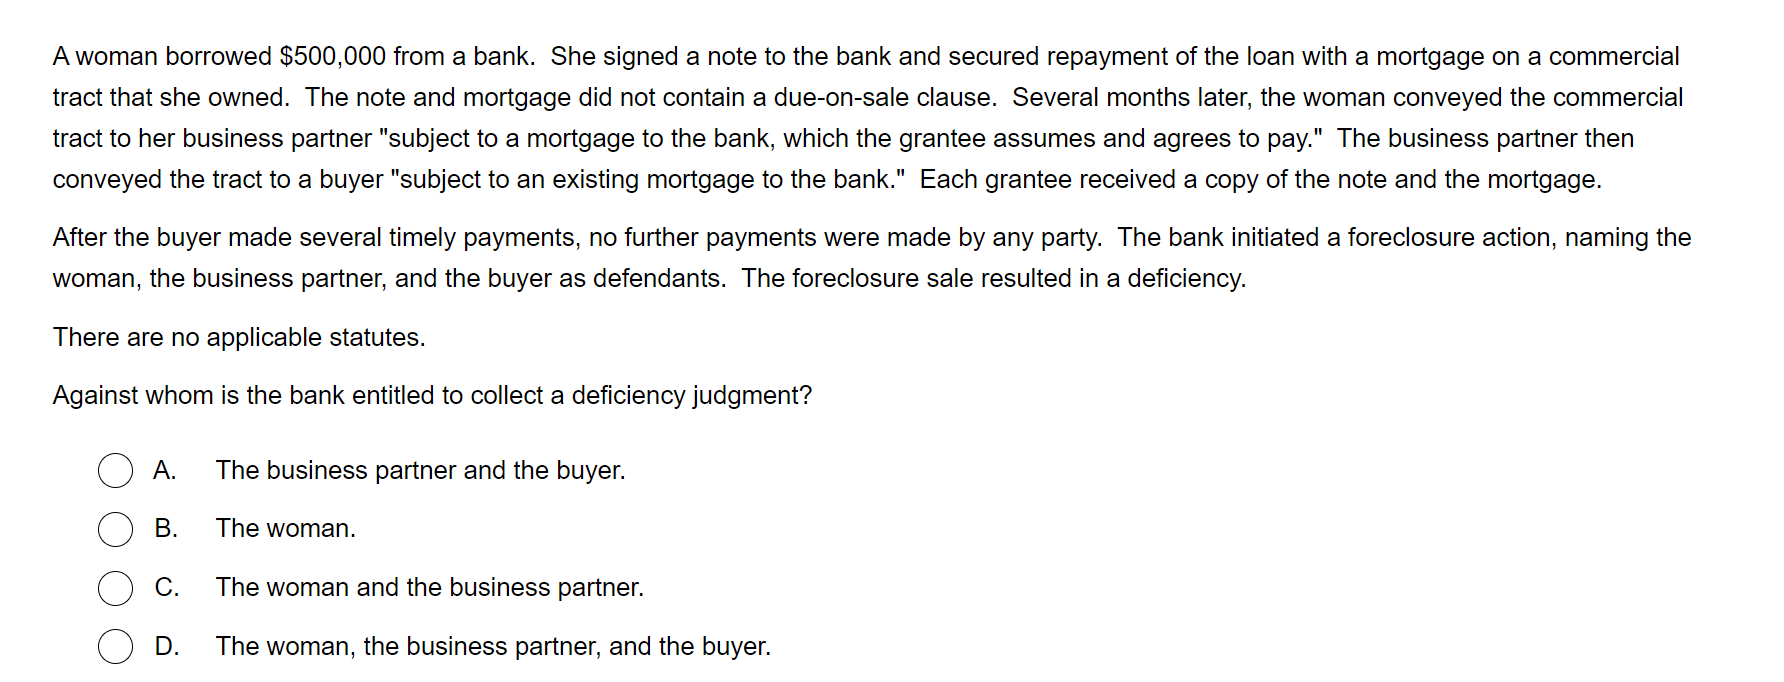 A woman borrowed $500,000 from a bank.  She signed a note to the bank and secured repayment of the loan with a mortgage on a commercial
tract that she owned.  The note and mortgage did not contain a due-on-sale clause.  Several months later, the woman conveyed the commercial
tract to her business partner "subject to a mortgage to the bank, which the grantee assumes and agrees to pay."  The business partner then
conveyed the tract to a buyer "subject to an existing mortgage to the bank."  Each grantee received a copy of the note and the mortgage.
After the buyer made several timely payments, no further payments were made by any party.  The bank initiated a foreclosure action, naming the
woman, the business partner, and the buyer as defendants.  The foreclosure sale resulted in a deficiency.
There are no applicable statutes.
Against whom is the bank entitled to collect a deficiency judgment?
A. The business partner and the buyer.
B. The woman.
C. The woman and the business partner.
D. The woman, the business partner, and the buyer.